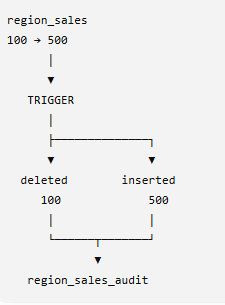 region_sales
100 → 500
TRIGGER
deleted inserted
100 500
region_sales_audit